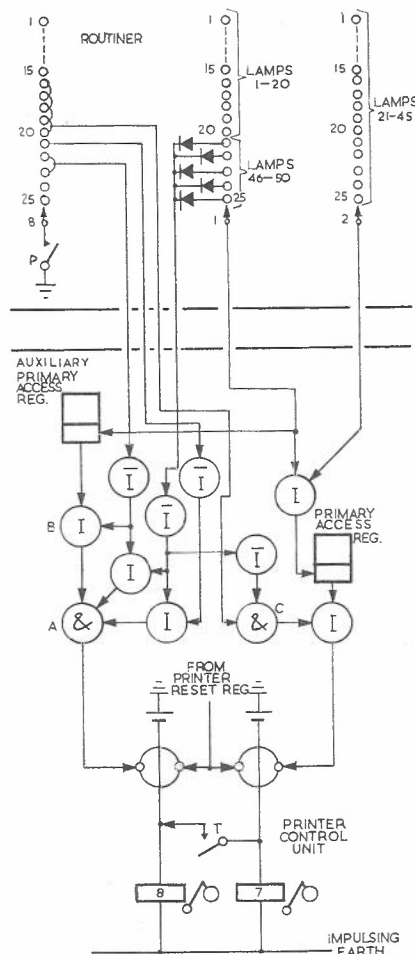 ROUTINER
1
15
20
25
8
P
1
15
20
25
1
LAMPS
1-20
LAMPS
46-50
1
15
20
25
2
LAMPS
21-45
AUXILIARY
PRIMARY
ACCESS
REG.
I
I
I
I
B
I
I
I
PRIMARY
ACCESS
REG.
A
&
I
&
C
I
FROM
PRINTER
RESET REG.
T
PRINTER
CONTROL
UNIT
8
7
IMPULSING
EARTH